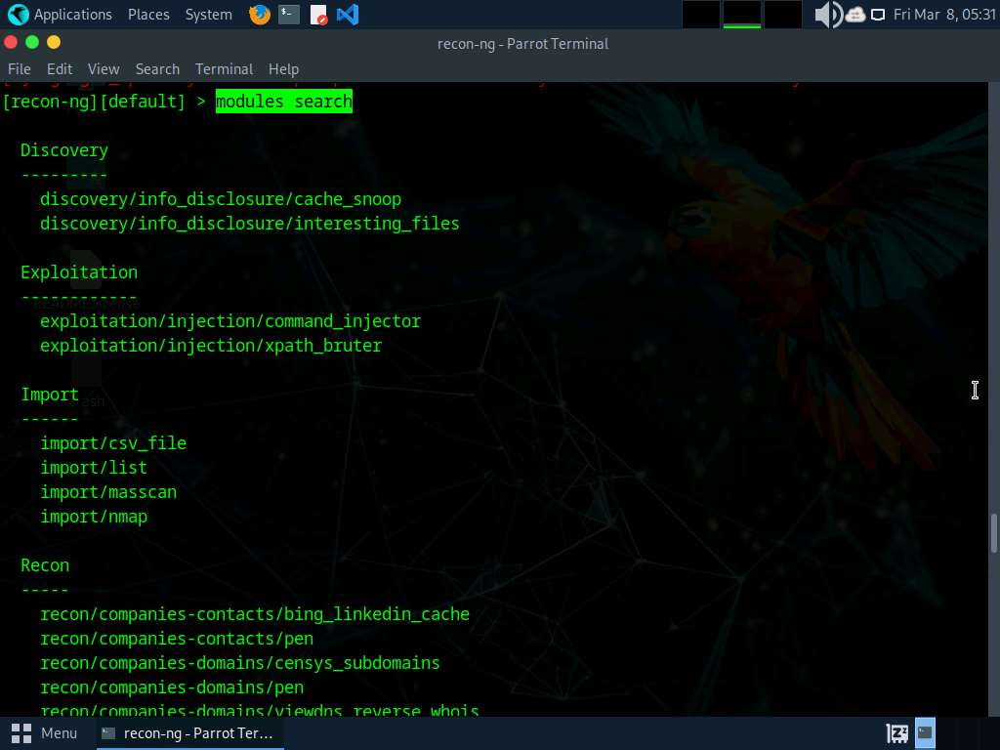 Applications Places System Fri Mar 8, 05:31
recon-ng - Parrot Terminal
File Edit View Search Terminal Help
[recon-ng][default] > modules search
Discovery
---------
discovery/info_disclosure/cache_snoop
discovery/info_disclosure/interesting_files
Exploitation
------------
exploitation/injection/command_injector
exploitation/injection/xpath_bruter
Import
------
import/csv_file
import/list
import/masscan
import/nmap
Recon
-----
recon/companies-contacts/bing_linkedin_cache
recon/companies-contacts/pen
recon/companies-domains/censys_subdomains
recon/companies-domains/pen
recon/companies-domains/viewdns_reverse_whois
Menu recon-ng - Parrot Ter...